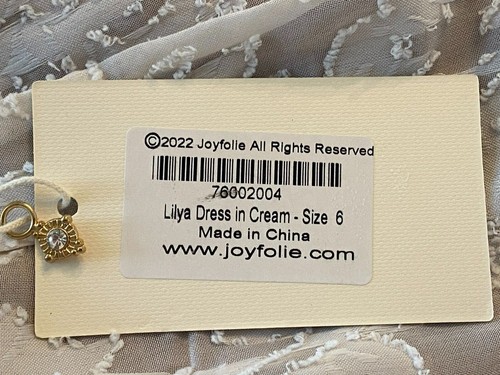 ©2022 Joyfolie All Rights Reserved
76002004
Lilya Dress in Cream - Size 6
Made in China
www.joyfolie.com